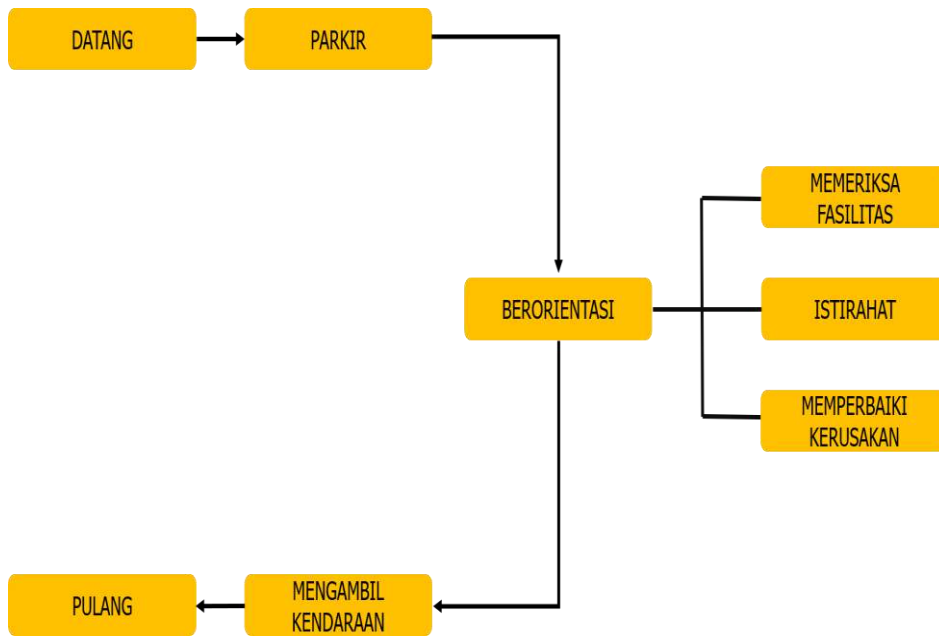 DATANG
PARKIR
MEMERIKSA
FASILITAS
BERORIENTASI
ISTIRAHAT
MEMPERBAIKI
KERUSAKAN
PULANG
MENGAMBIL
KENDARAAN